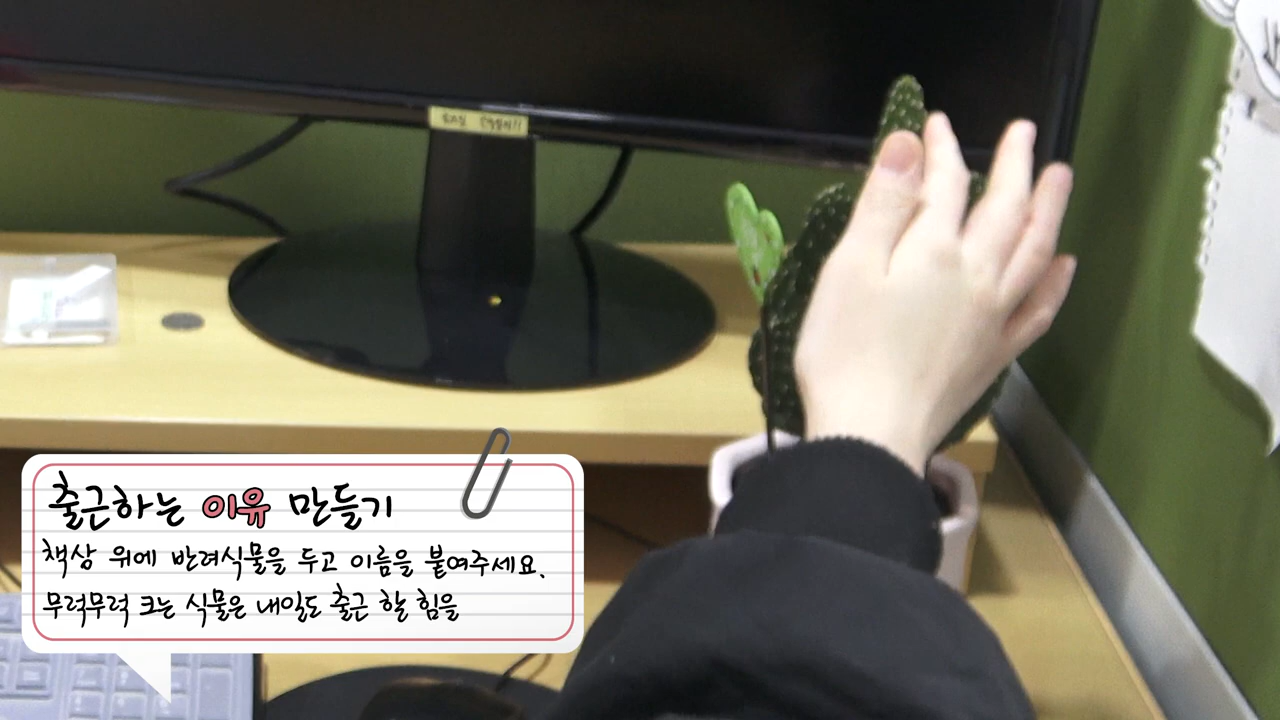 출근하는 이유 만들기
책상 위에 반려식물을 두고 이름을 붙여주세요.
무럭무럭 크는 식물은 내일도 출근 할 힘을